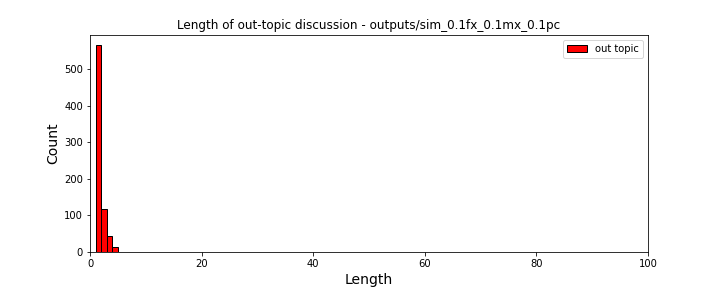 Length of out-topic discussion - outputs/sim_0.1fx_0.1mx_0.1pc
out topic
500
400
300
200
100
0
Count
0 20 40 60 80 100
Length